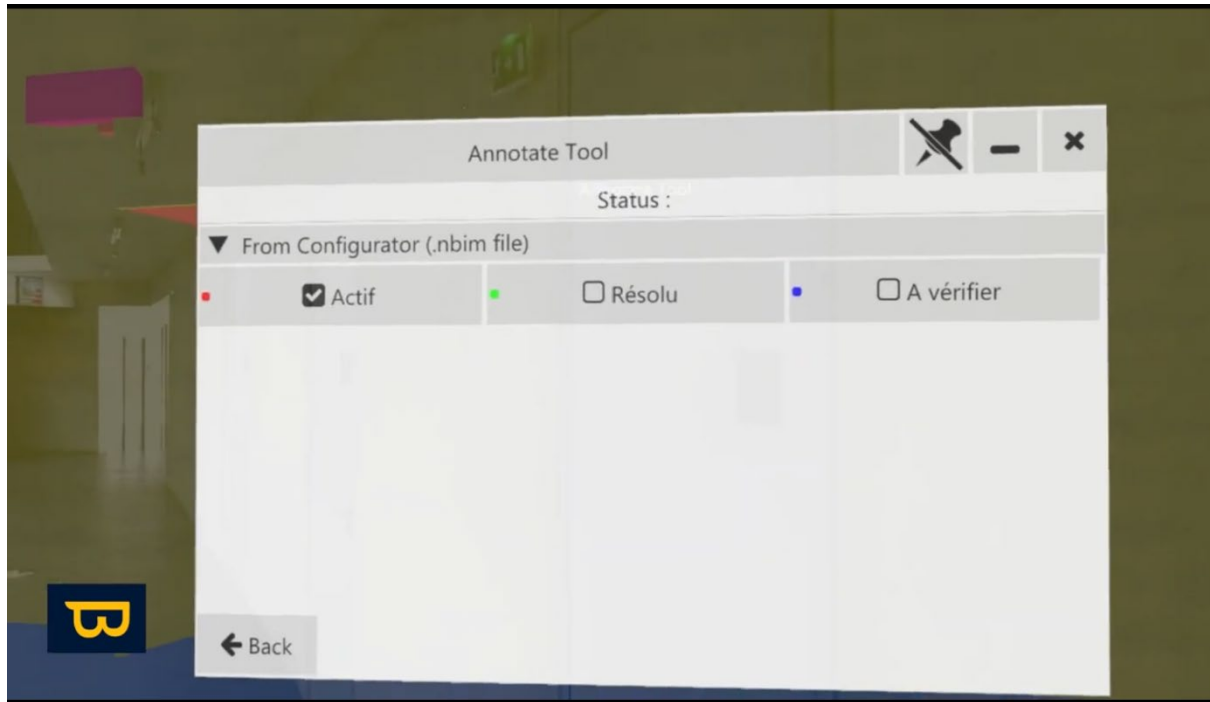 Annotate Tool
Status :
From Configurator (.nbim file)
Actif
Résolu
A vérifier
Back